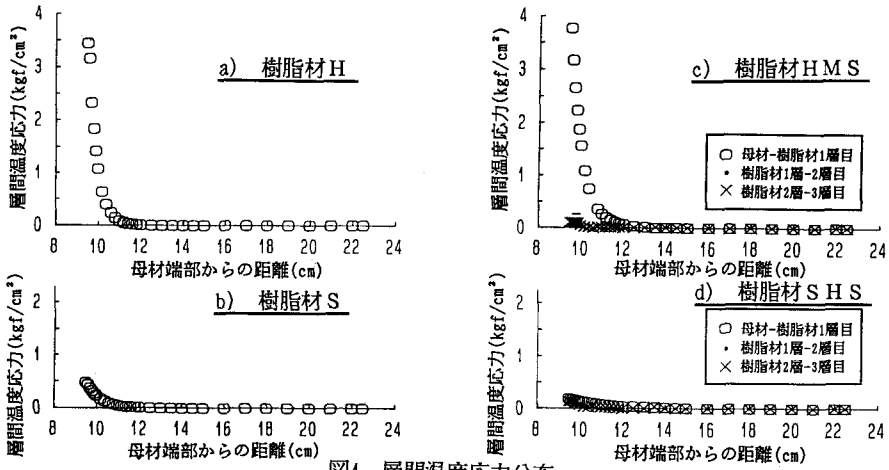 a) 樹脂材H
層間温度応力(kgf/cm²)
4
3
2
1
0
8 10 12 14 16 18 20 22 24
母材端部からの距離(cm)
b) 樹脂材S
層間温度応力(kgf/cm²)
2
1
0
8 10 12 14 16 18 20 22 24
母材端部からの距離(cm)
c) 樹脂材HMS
層間温度応力(kgf/cm²)
4
3
2
1
0
母材-樹脂材1層目
樹脂材1層-2層目
樹脂材2層-3層目
8 10 12 14 16 18 20 22 24
母材端部からの距離(cm)
d) 樹脂材SHS
層間温度応力(kgf/cm²)
2
1
0
母材-樹脂材1層目
樹脂材1層-2層目
樹脂材2層-3層目
8 10 12 14 16 18 20 22 24
母材端部からの距離(cm)
図4 層間温度応力分布